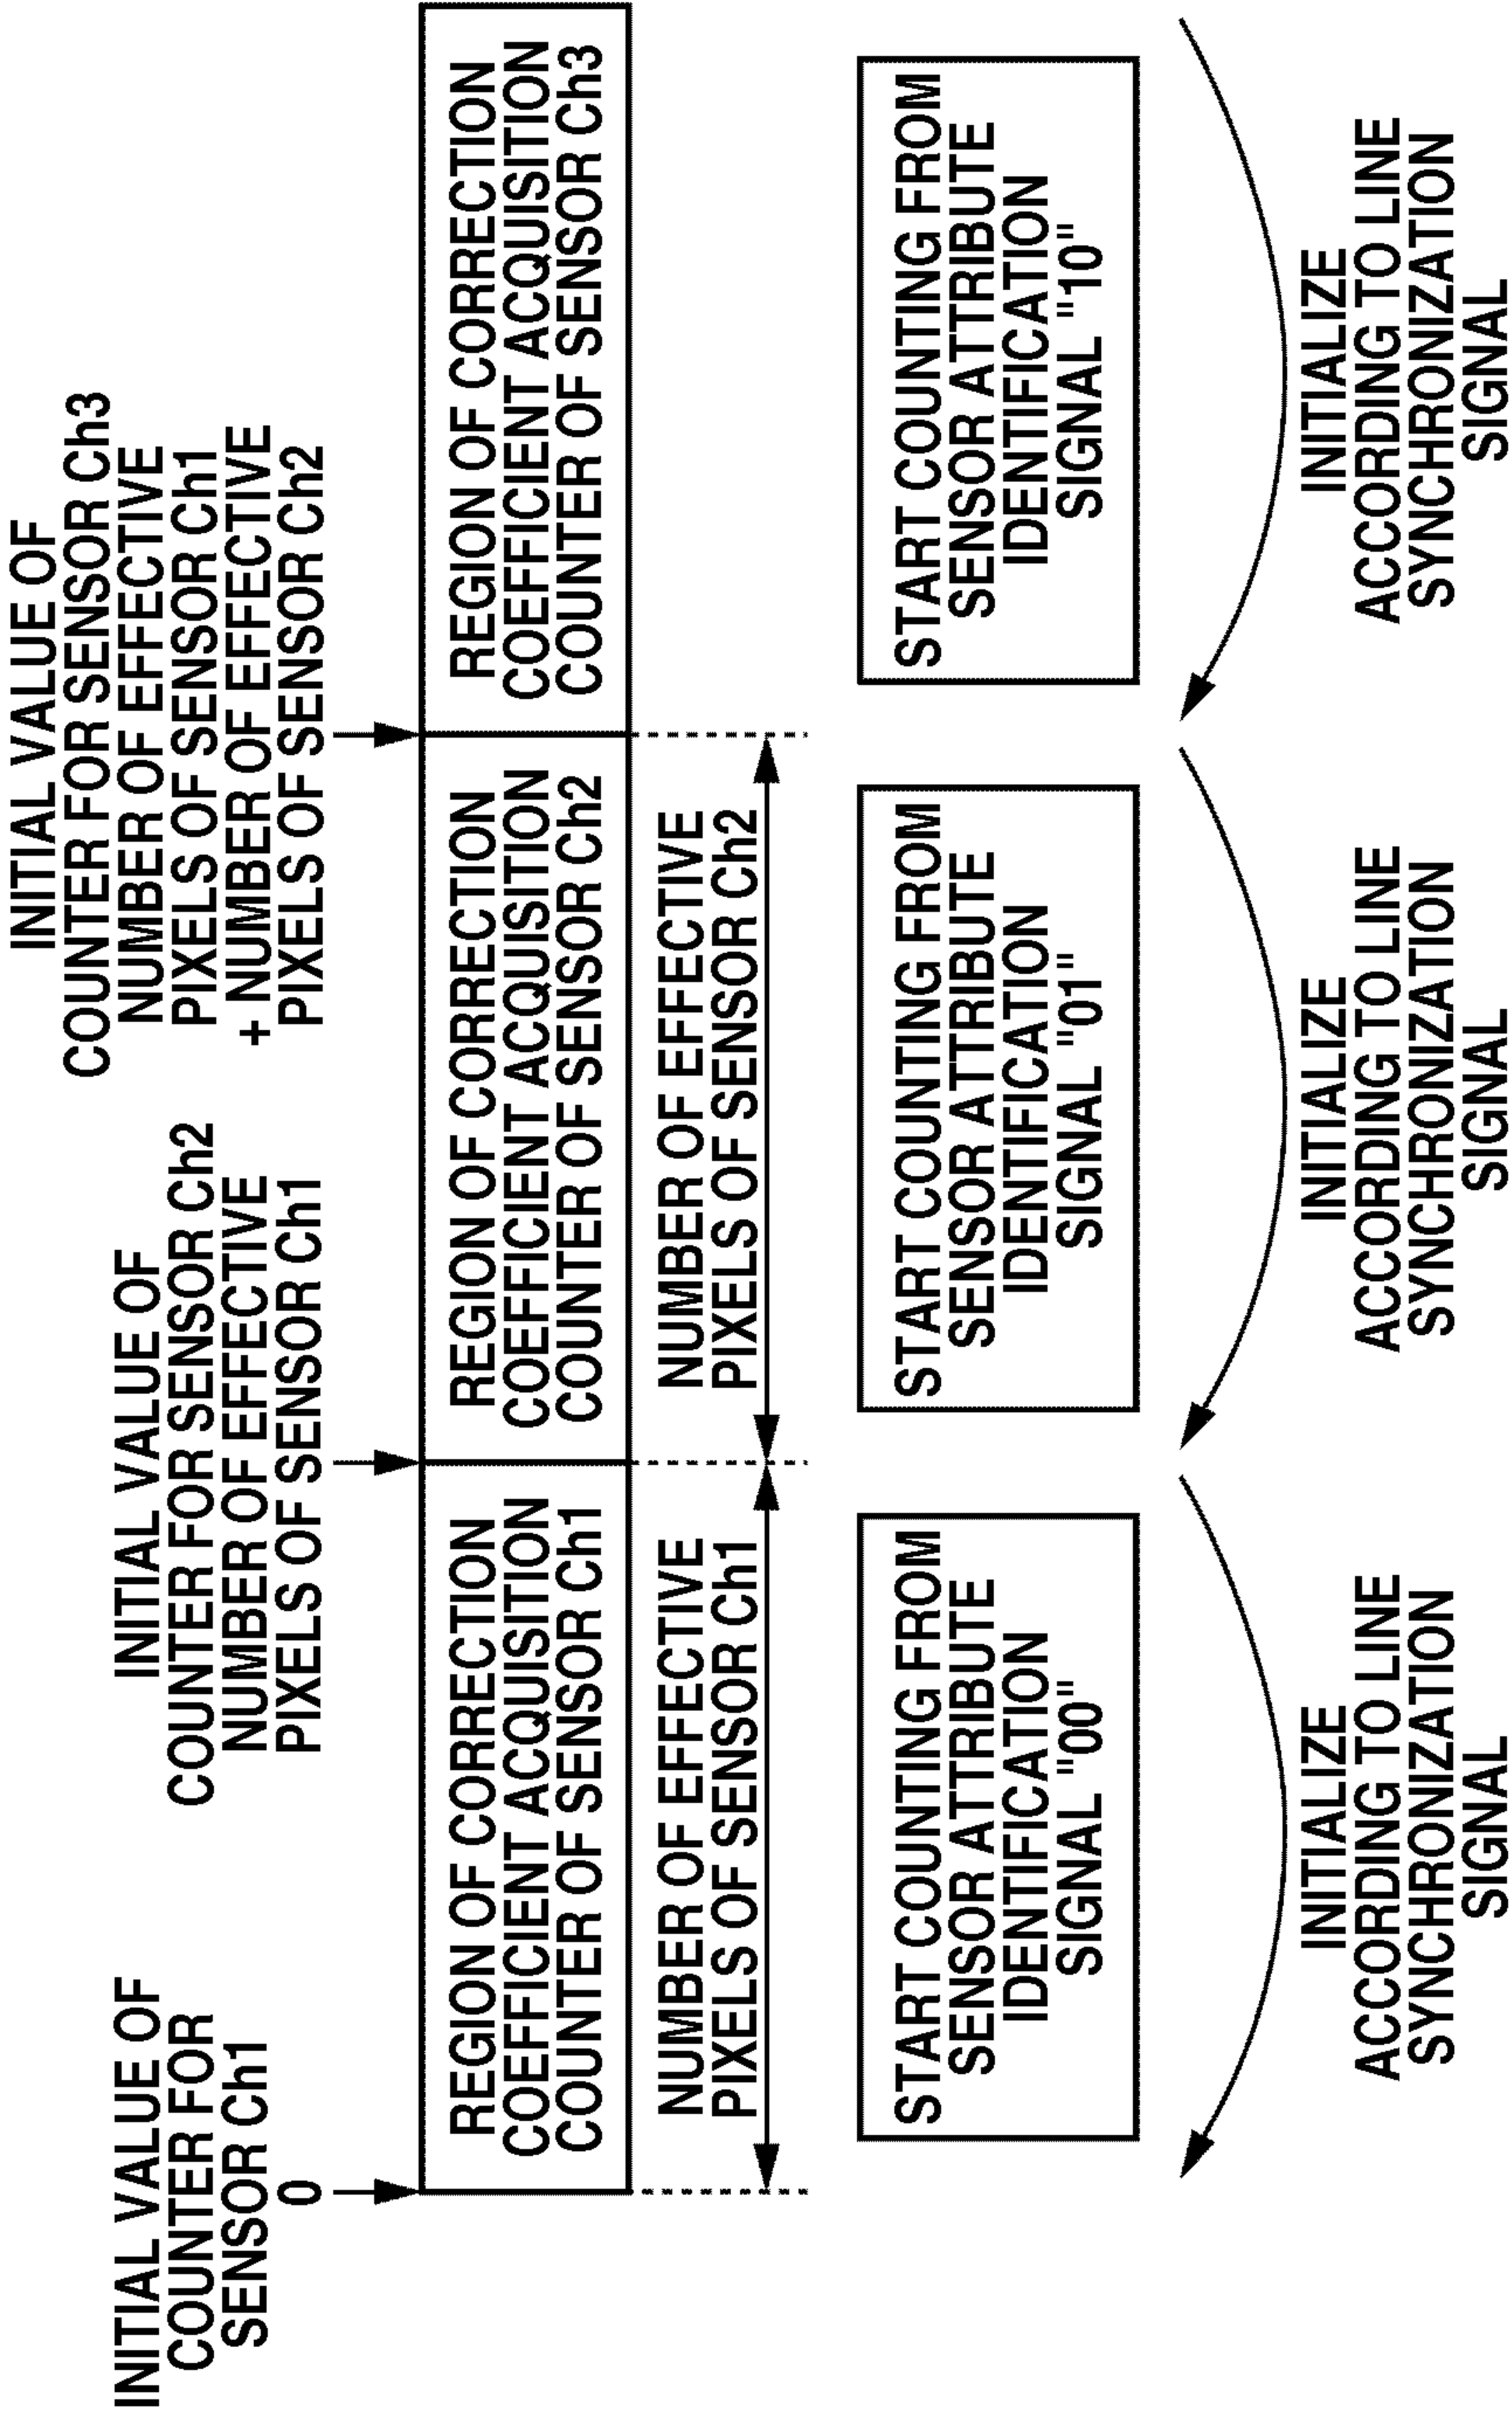 INITIAL VALUE OF
COUNTER FOR
SENSOR Ch1
0
INITIAL VALUE OF
COUNTER FOR SENSOR Ch2
NUMBER OF EFFECTIVE
PIXELS OF SENSOR Ch1
INITIAL VALUE OF
COUNTER FOR SENSOR Ch3
NUMBER OF EFFECTIVE
PIXELS OF SENSOR Ch1
+ NUMBER OF EFFECTIVE
PIXELS OF SENSOR Ch2
REGION OF CORRECTION
COEFFICIENT ACQUISITION
COUNTER OF SENSOR Ch1
REGION OF CORRECTION
COEFFICIENT ACQUISITION
COUNTER OF SENSOR Ch2
REGION OF CORRECTION
COEFFICIENT ACQUISITION
COUNTER OF SENSOR Ch3
NUMBER OF EFFECTIVE
PIXELS OF SENSOR Ch1
NUMBER OF EFFECTIVE
PIXELS OF SENSOR Ch2
START COUNTING FROM
SENSOR ATTRIBUTE
IDENTIFICATION
SIGNAL "00"
START COUNTING FROM
SENSOR ATTRIBUTE
IDENTIFICATION
SIGNAL "01"
START COUNTING FROM
SENSOR ATTRIBUTE
IDENTIFICATION
SIGNAL "10"
INITIALIZE
ACCORDING TO LINE
SYNCHRONIZATION
SIGNAL
INITIALIZE
ACCORDING TO LINE
SYNCHRONIZATION
SIGNAL
INITIALIZE
ACCORDING TO LINE
SYNCHRONIZATION
SIGNAL